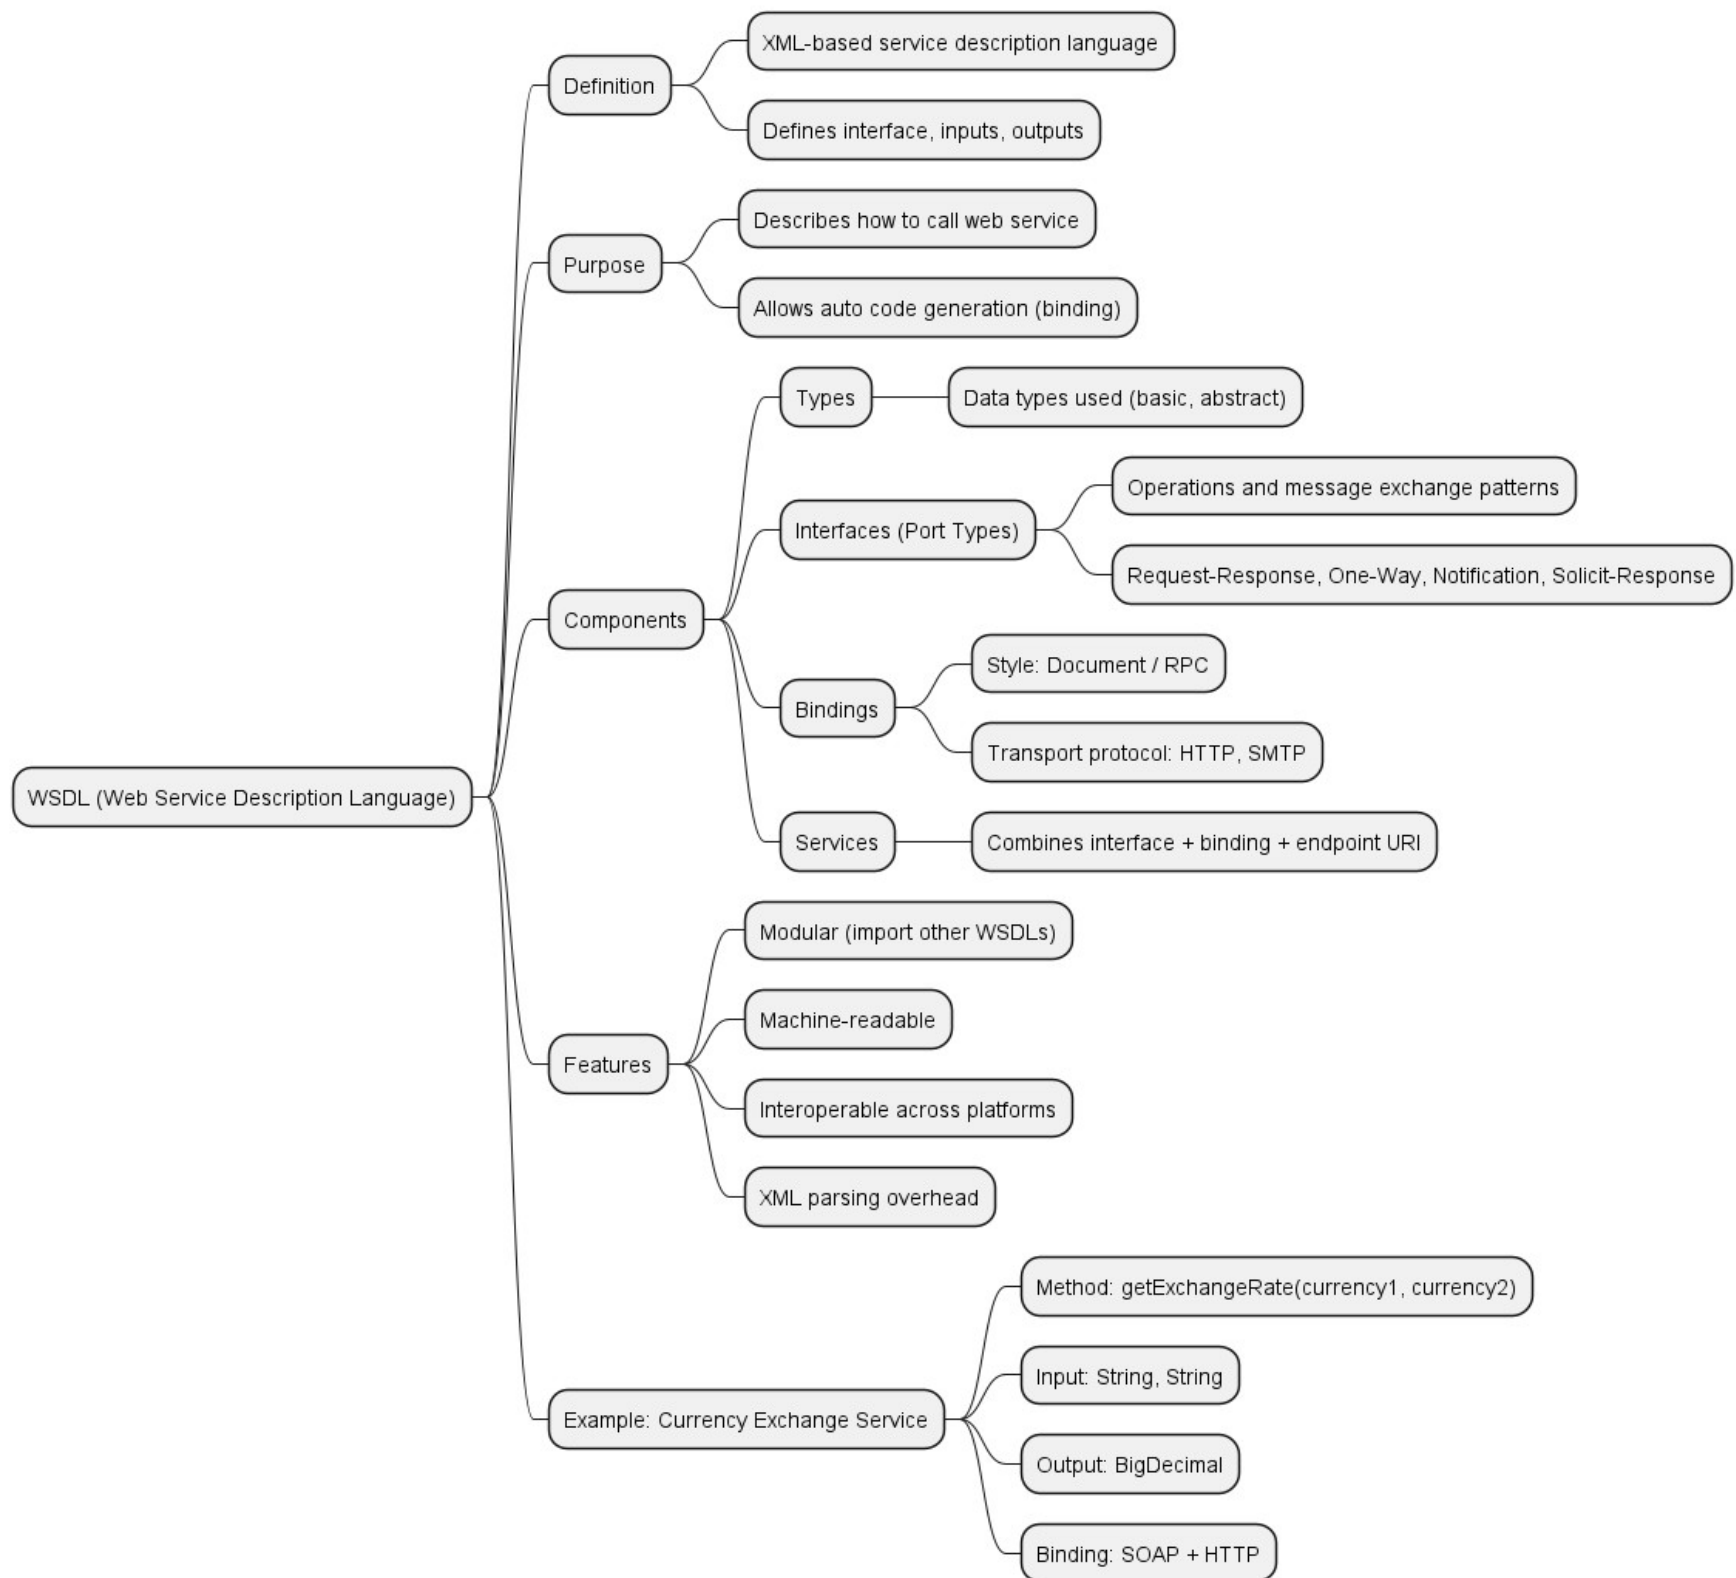 WSDL (Web Service Description Language)
Definition
XML-based service description language
Defines interface, inputs, outputs
Purpose
Describes how to call web service
Allows auto code generation (binding)
Components
Types
Data types used (basic, abstract)
Interfaces (Port Types)
Operations and message exchange patterns
Request-Response, One-Way, Notification, Solicit-Response
Bindings
Style: Document / RPC
Transport protocol: HTTP, SMTP
Services
Combines interface + binding + endpoint URI
Features
Modular (import other WSDLs)
Machine-readable
Interoperable across platforms
XML parsing overhead
Example: Currency Exchange Service
Method: getExchangeRate(currency1, currency2)
Input: String, String
Output: BigDecimal
Binding: SOAP + HTTP